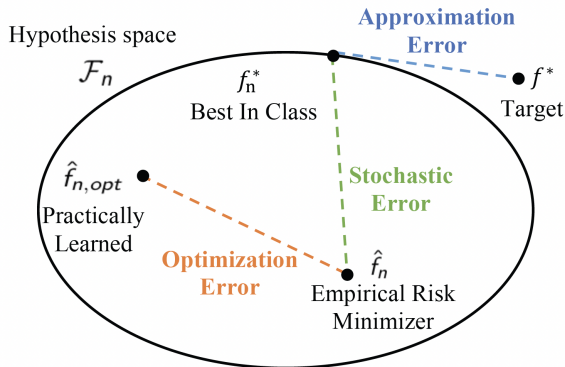 Hypothesis space
𝓕ₙ
Approximation
Error
f*
Target
fₙ*
Best In Class
Stochastic
Error
f̂ₙ,ₒₚₜ
Practically
Learned
Optimization
Error
f̂ₙ
Empirical Risk
Minimizer